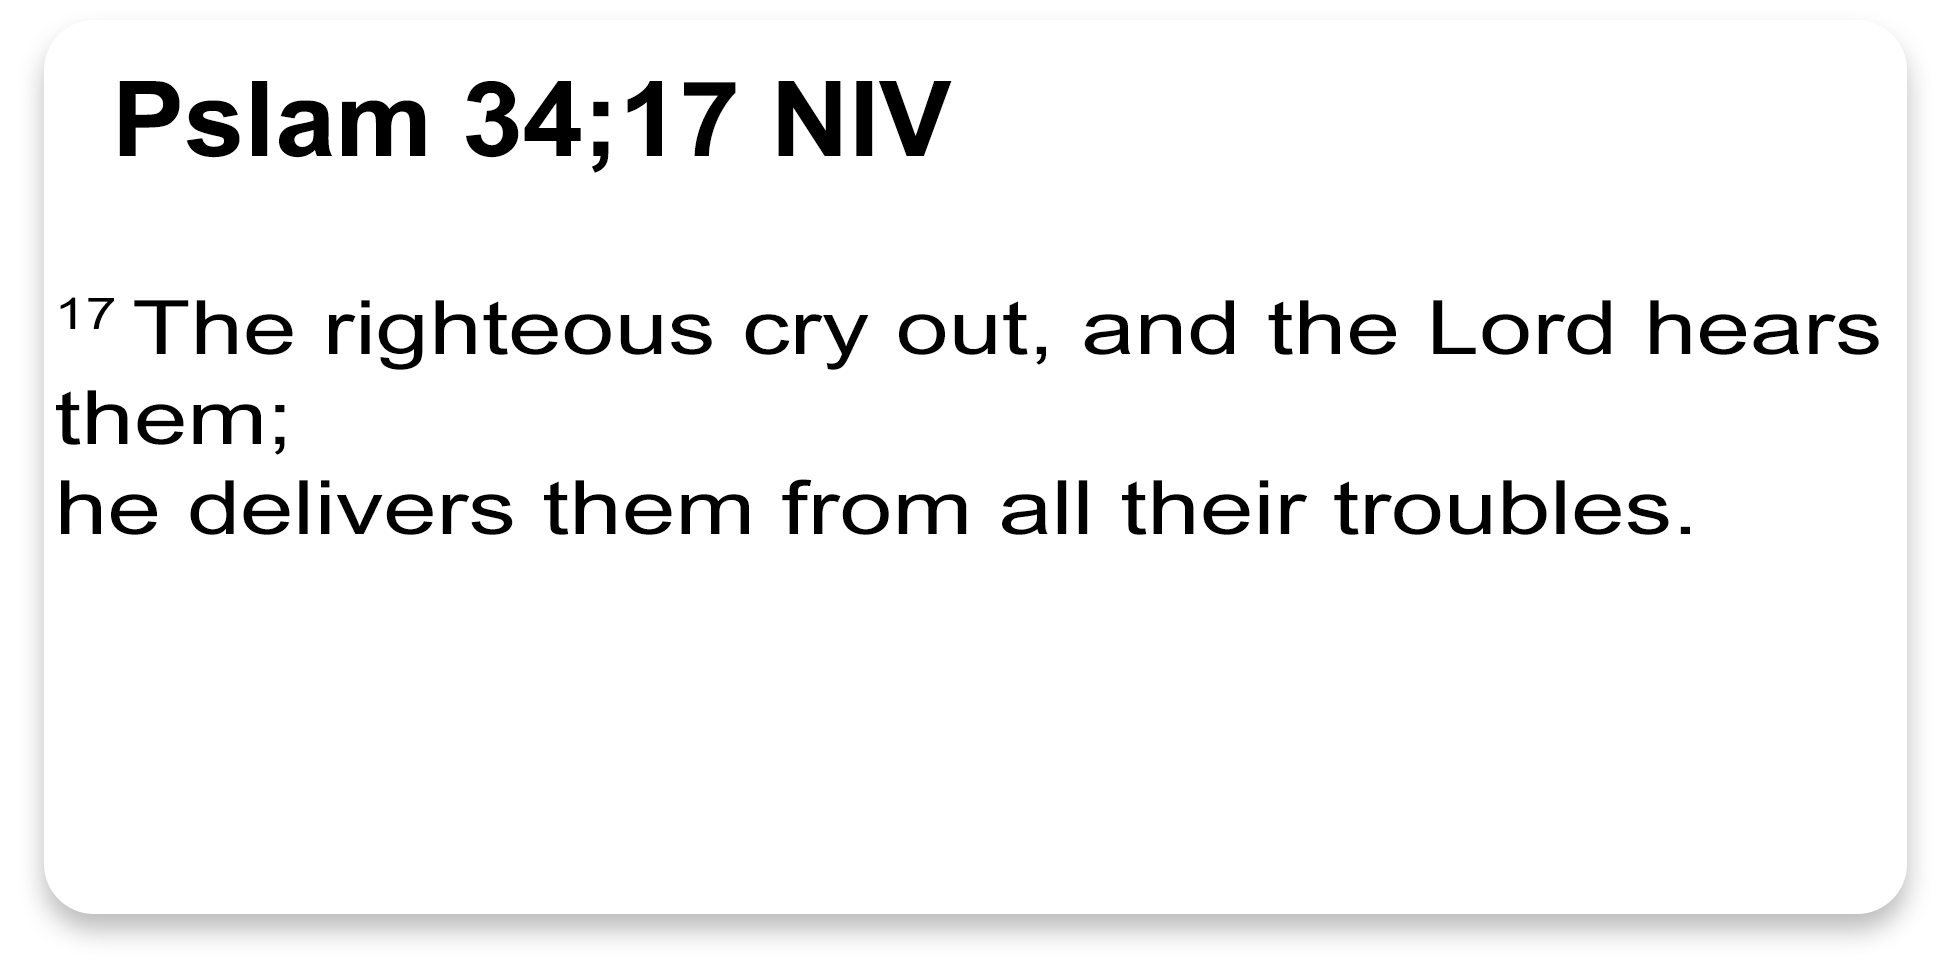 Pslam 34;17 NIV
17 The righteous cry out, and the Lord hears
them;
he delivers them from all their troubles.